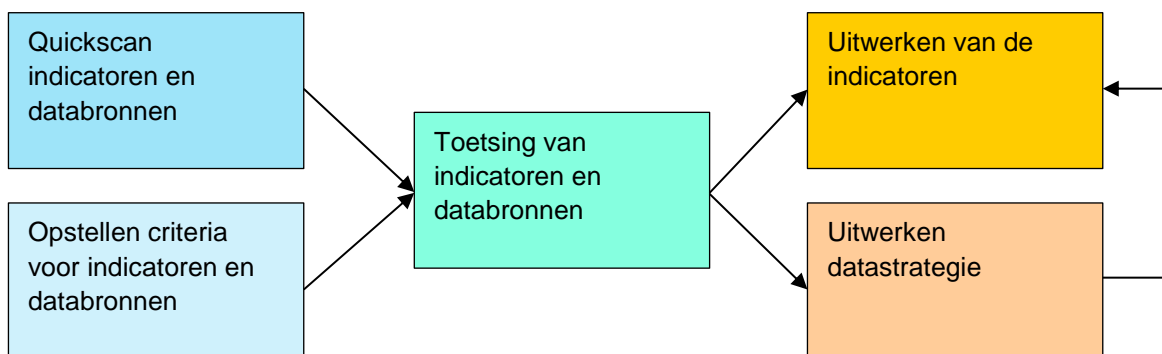 Quickscan
indicatoren en
databronnen
Opstellen criteria
voor indicatoren en
databronnen
Toetsing van
indicatoren en
databronnen
Uitwerken van de
indicatoren
Uitwerken
datastrategie